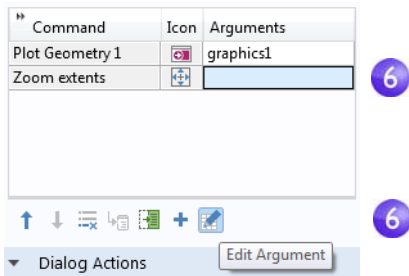 Command Icon Arguments
Plot Geometry 1 graphics1
Zoom extents
6
6
Edit Argument
Dialog Actions